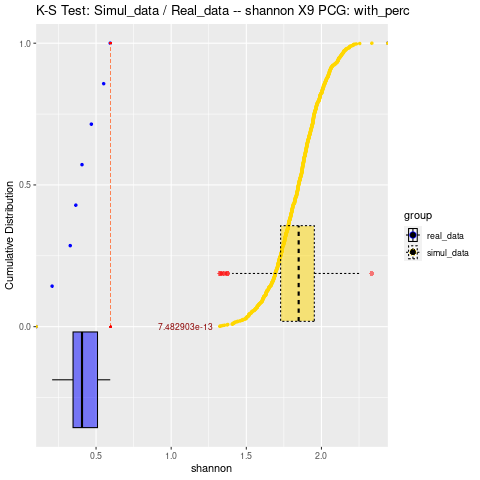 K-S Test: Simul_data / Real_data -- shannon X9 PCG: with_perc
Cumulative Distribution
1.0
0.5
0.0
7.482903e-13
0.5
1.0
1.5
2.0
shannon
group
real_data
simul_data